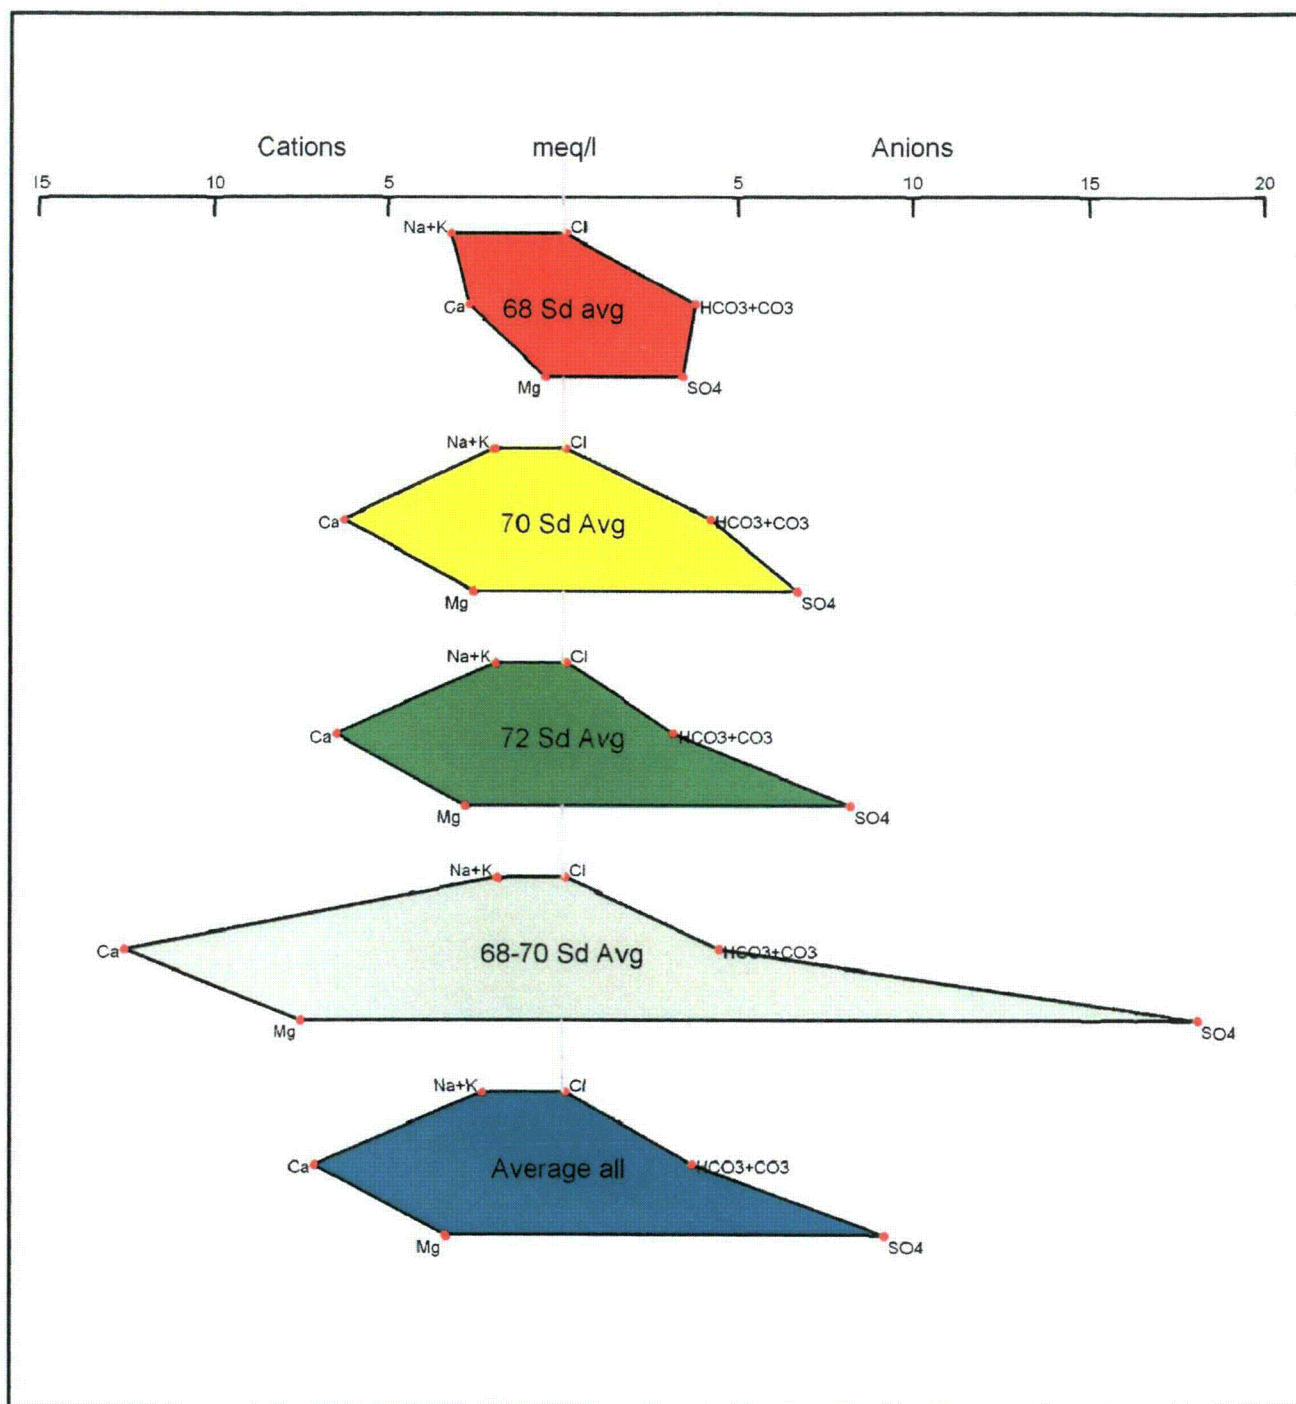 Cations meq/l Anions
15 10 5 5 10 15 20
Na+K Cl
Ca 68 Sd avg HCO3+CO3
Mg SO4
Na+K Cl
Ca 70 Sd Avg HCO3+CO3
Mg SO4
Na+K Cl
Ca 72 Sd Avg HCO3+CO3
Mg SO4
Na+K Cl
Ca 68-70 Sd Avg HCO3+CO3
Mg SO4
Na+K Cl
Ca Average all HCO3+CO3
Mg SO4